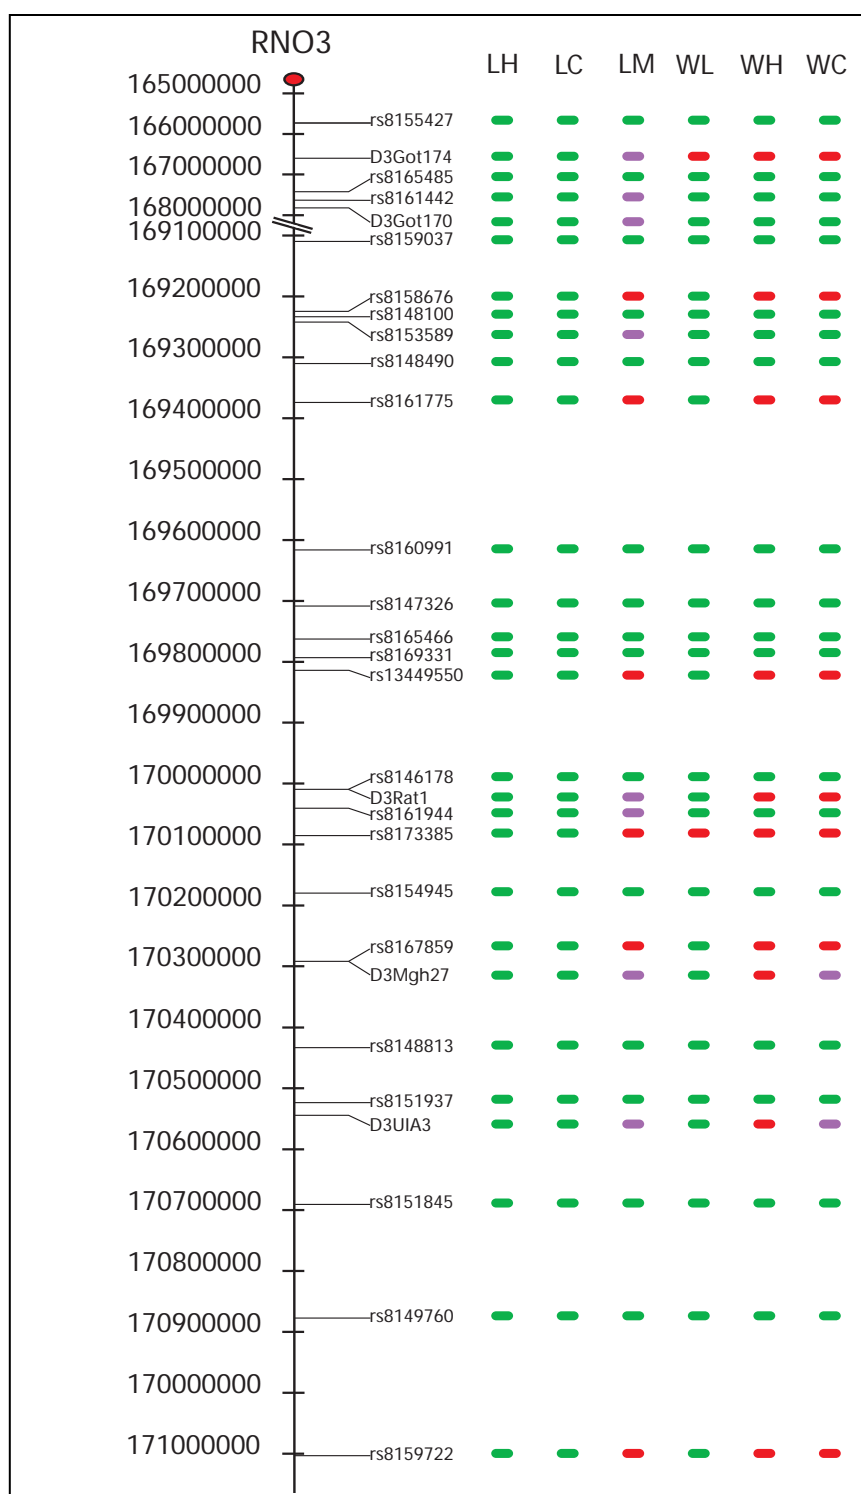 RNO3
LH LC LM WL WH WC
165000000
rs8155427
166000000
D3Got174
167000000
rs8165485
rs8161442
168000000
D3Got170
169100000
rs8159037
169200000
rs8158676
rs8148100
rs8153589
169300000
rs8148490
rs8161775
169400000
169500000
169600000
rs8160991
169700000
rs8147326
rs8165466
169800000
rs8169331
rs13449550
169900000
170000000
rs8146178
D3Rat1
rs8161944
170100000
rs8173385
170200000
rs8154945
rs8167859
170300000
D3Mgh27
170400000
rs8148813
170500000
rs8151937
D3UIA3
170600000
170700000
rs8151845
170800000
170900000
rs8149760
170000000
171000000
rs8159722